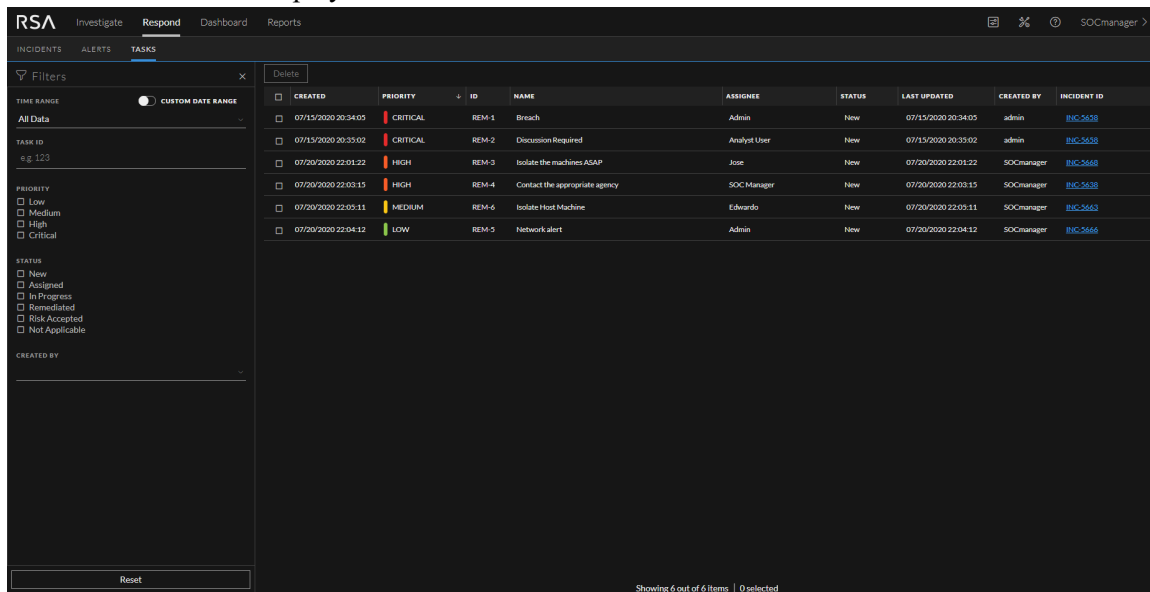 RSA Investigate Respond Dashboard Reports SOCmanager >
INCIDENTS ALERTS TASKS
Filters ×
TIME RANGE CUSTOM DATE RANGE
All Data
TASK ID
e.g. 123
PRIORITY
Low
Medium
High
Critical
STATUS
New
Assigned
In Progress
Remediated
Risk Accepted
Not Applicable
CREATED BY
Reset
Delete
CREATED PRIORITY ↓ ID NAME ASSIGNEE STATUS LAST UPDATED CREATED BY INCIDENT ID
07/15/2020 20:34:05 CRITICAL REM-1 Breach Admin New 07/15/2020 20:34:05 admin INC-5658
07/15/2020 20:35:02 CRITICAL REM-2 Discussion Required Analyst User New 07/15/2020 20:35:02 admin INC-5658
07/20/2020 22:01:22 HIGH REM-3 Isolate the machines ASAP Jose New 07/20/2020 22:01:22 SOCmanager INC-5668
07/20/2020 22:03:15 HIGH REM-4 Contact the appropriate agency SOC Manager New 07/20/2020 22:03:15 SOCmanager INC-5638
07/20/2020 22:05:11 MEDIUM REM-6 Isolate Host Machine Edwardo New 07/20/2020 22:05:11 SOCmanager INC-5663
07/20/2020 22:04:12 LOW REM-5 Network alert Admin New 07/20/2020 22:04:12 SOCmanager INC-5666
Showing 6 out of 6 items | 0 selected